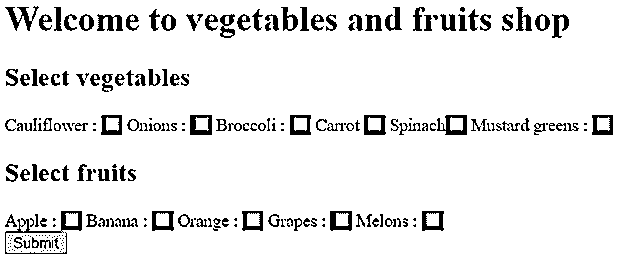 Welcome to vegetables and fruits shop
Select vegetables
Cauliflower : Onions : Broccoli : Carrot Spinach Mustard greens :
Select fruits
Apple : Banana : Orange : Grapes : Melons :
Submit